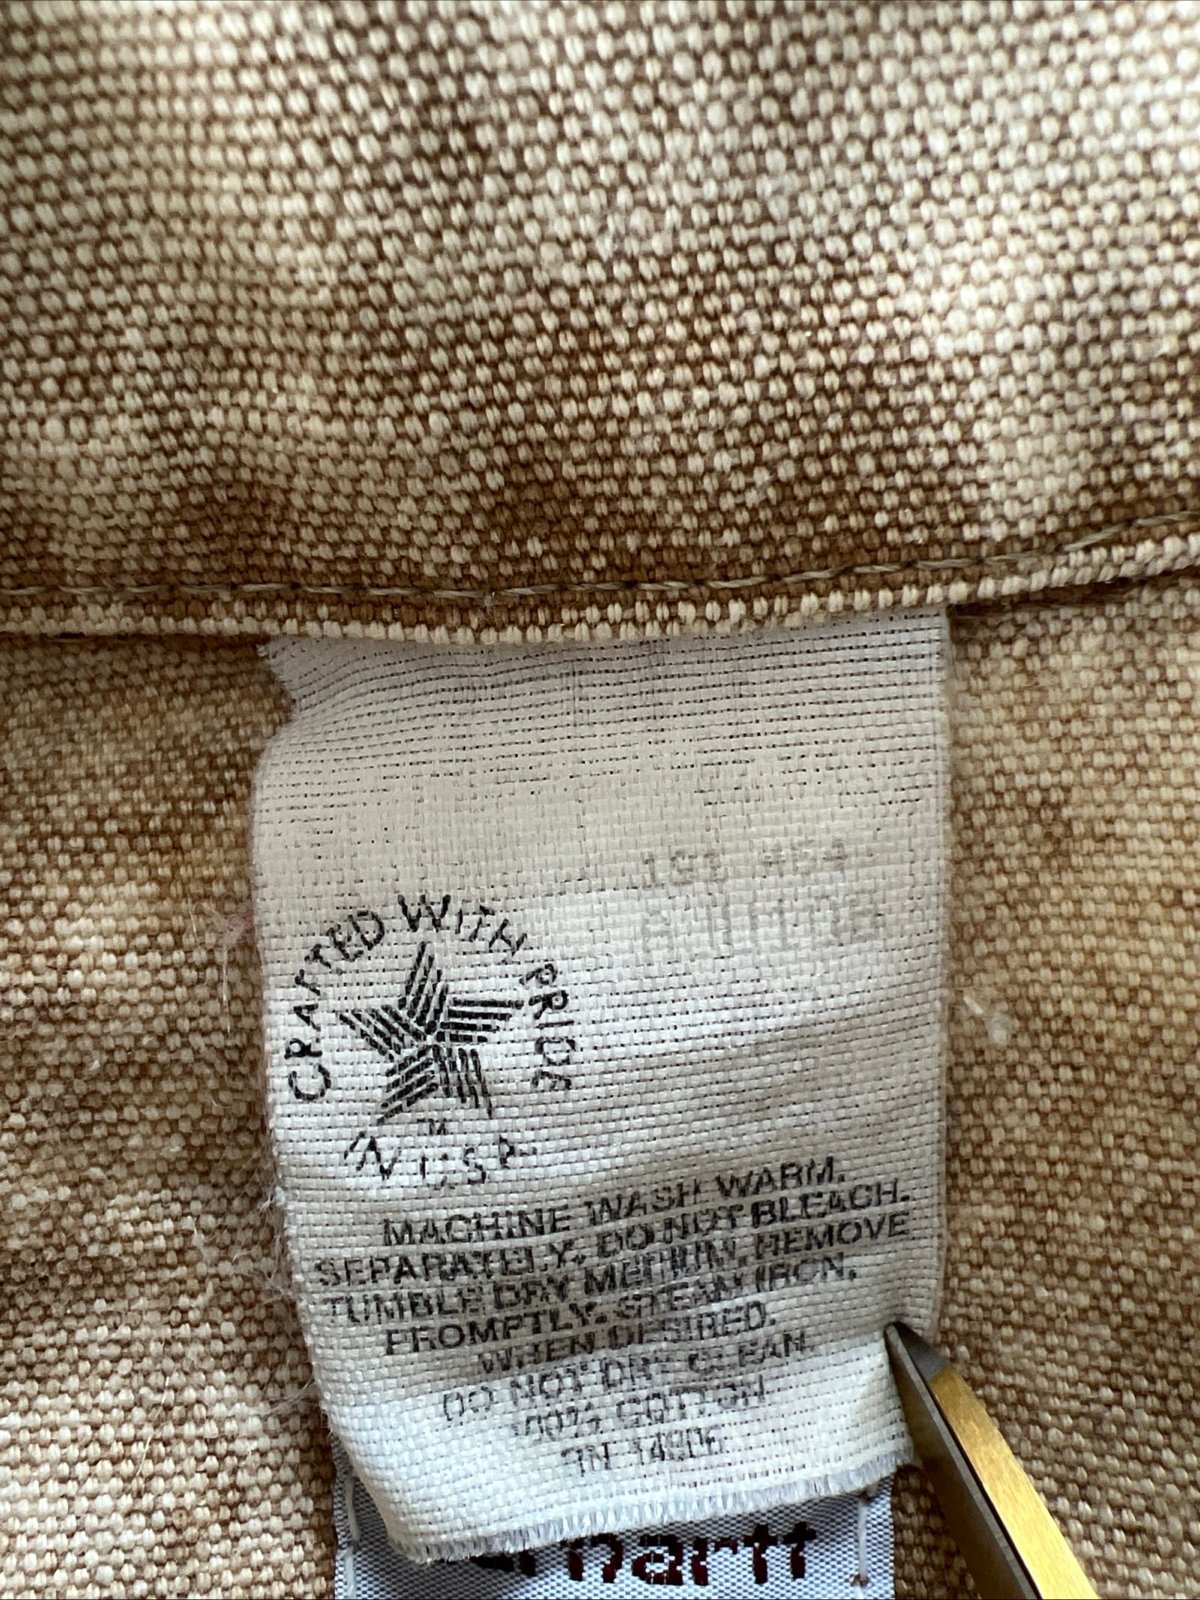 CRAFTED WITH PRIDE
IN U.S.A.
TM
MACHINE WASH WARM.
SEPARATELY. DO NOT BLEACH.
TUMBLE DRY MEDIUM, REMOVE
PROMPTLY. STEAM IRON.
WHEN DESIRED.
DO NOT DRY CLEAN.
100% COTTON
RN 14806